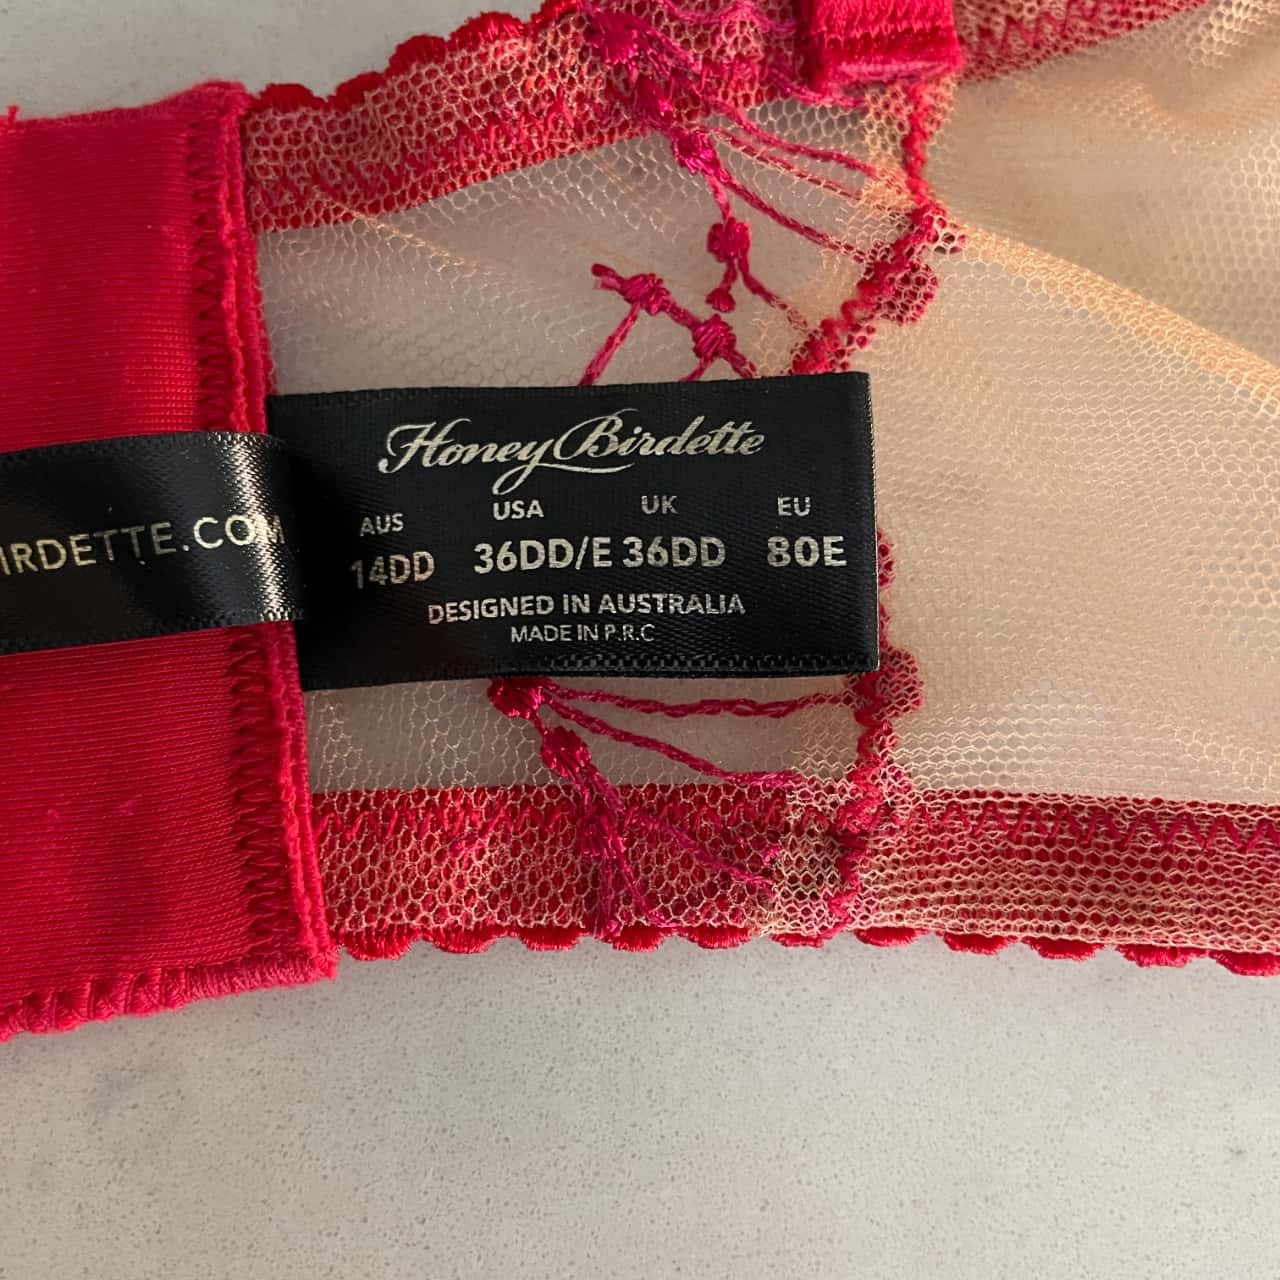 Honey Birdette
AUS USA UK EU
14DD 36DD/E 36DD 80E
DESIGNED IN AUSTRALIA
MADE IN P.R.C
IRDETTE.COM